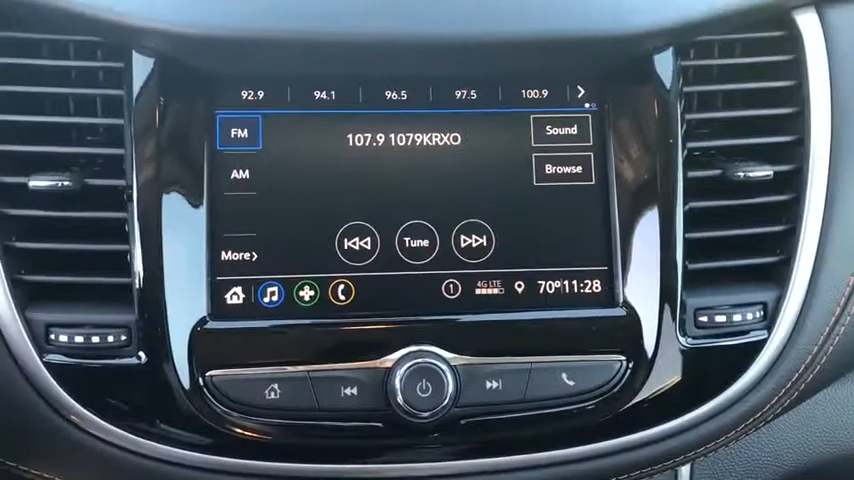 92.9 94.1 96.5 97.5 100.9
FM 107.9 1079KRXO Sound
AM Browse
More Tune
1 4G LTE 70° 11:28